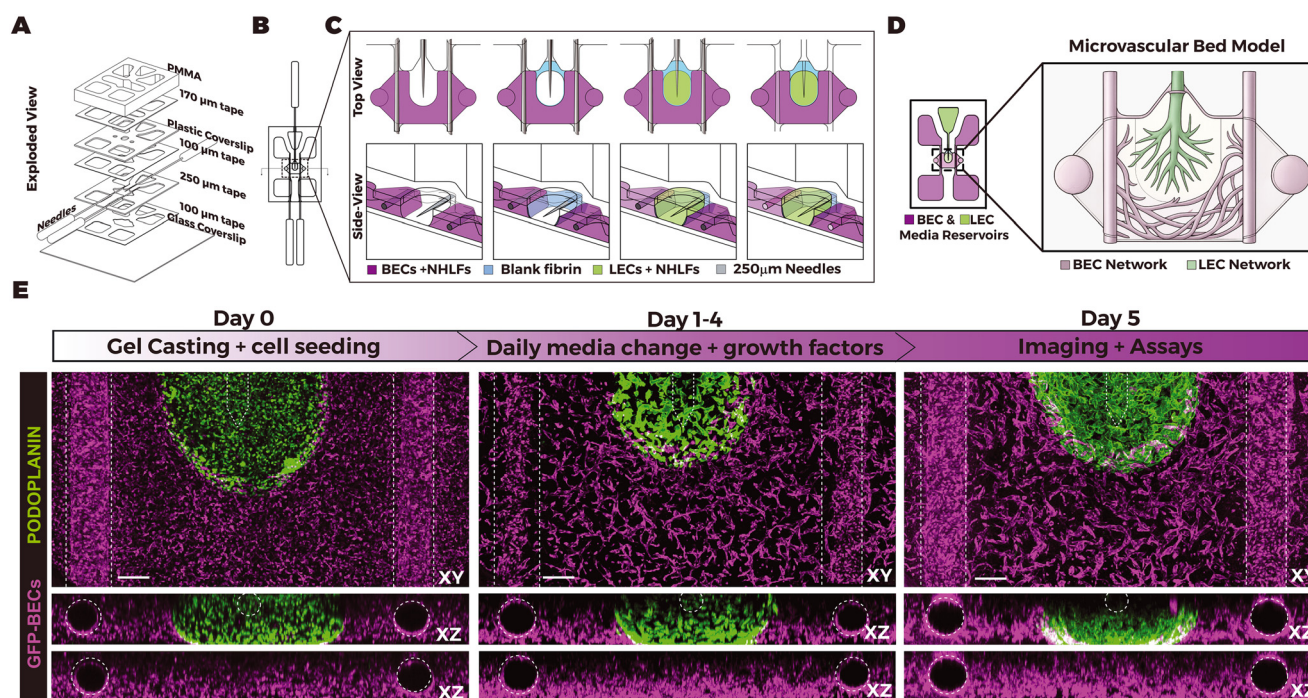 A
B
C
D
Exploded View
PMMA
170 µm tape
Plastic Coverslip
100 µm tape
250 µm tape
100 µm tape
Glass Coverslip
Needles
Top View
Side-View
BECs +NHLFs
Blank fibrin
LECs + NHLFs
250µm Needles
BEC & LEC
Media Reservoirs
Microvascular Bed Model
BEC Network
LEC Network
E
Day 0
Day 1-4
Day 5
Gel Casting + cell seeding
Daily media change + growth factors
Imaging + Assays
GFP-BECs PODOPLANIN
XY
XY
XY
XZ
XZ
XZ
XZ
XZ
XZ